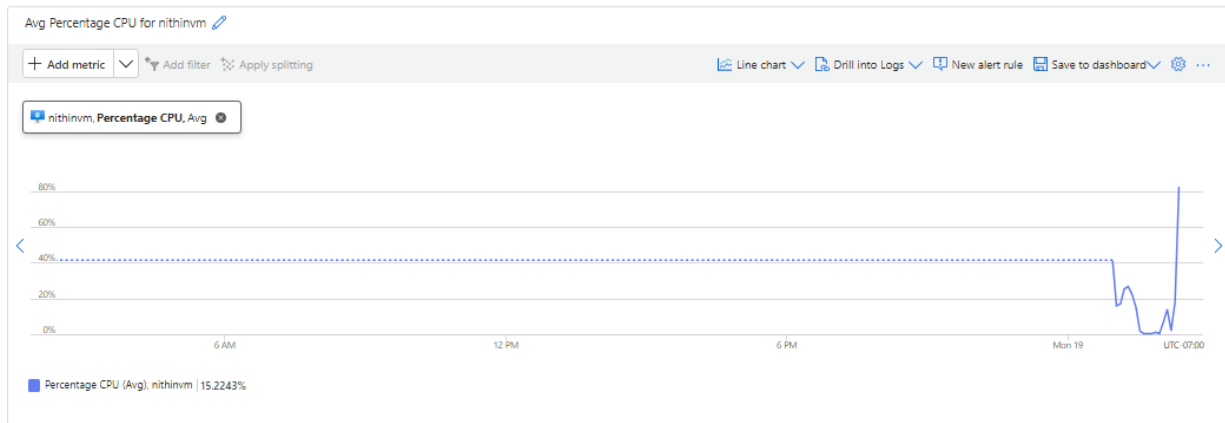 Avg Percentage CPU for nithinvm
Add metric Add filter Apply splitting Line chart Drill into Logs New alert rule Save to dashboard ...
nithinvm, Percentage CPU, Avg
80%
60%
40%
20%
0%
6 AM 12 PM 6 PM Mon 19 UTC-07:00
Percentage CPU (Avg), nithinvm | 15.2243%